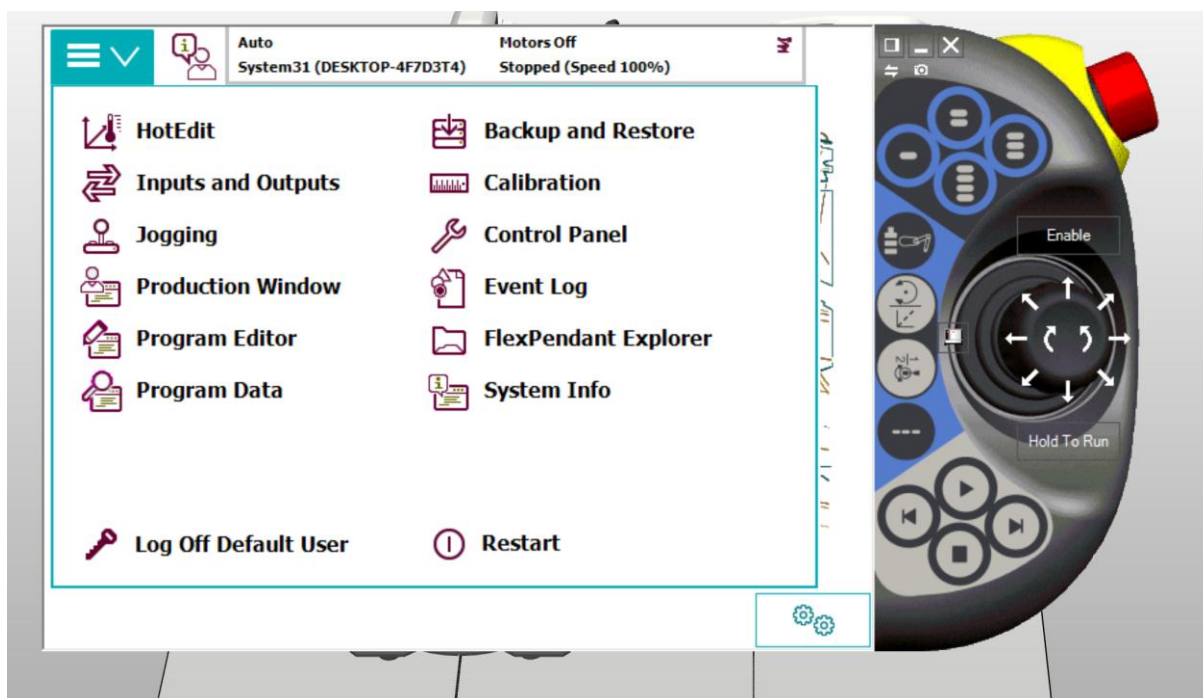 Auto
System31 (DESKTOP-4F7D3T4)
Motors Off
Stopped (Speed 100%)
HotEdit
Inputs and Outputs
Jogging
Production Window
Program Editor
Program Data
Backup and Restore
Calibration
Control Panel
Event Log
FlexPendant Explorer
System Info
Log Off Default User
Restart
Enable
Hold To Run